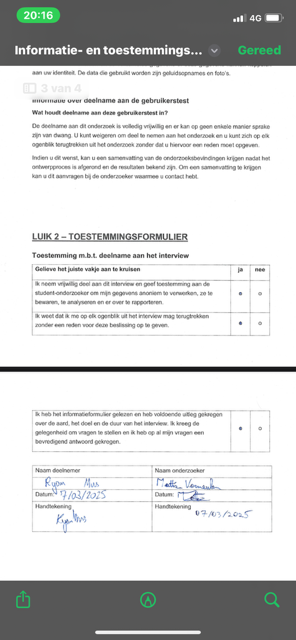 20:16
4G
Informatie- en toestemmings...
Gereed
aan uw identiteit. De data die gebruikt worden zijn geluidsopnames en foto's.
3 van 4
Informatie over deelname aan de gebruikerstest
Wat houdt deelname aan deze gebruikerstest in?
De deelname aan dit onderzoek is volledig vrijwillig en er kan op geen enkele manier sprake
zijn van dwang. U kunt weigeren om deel te nemen aan het onderzoek en u kunt zich op elk
ogenblik terugtrekken uit het onderzoek zonder dat u hiervoor een reden moet opgeven.
Indien u dit wenst, kan u een samenvatting van de onderzoeksbevindingen krijgen nadat het
ontwerpproces is afgerond en de resultaten bekend zijn. Om een samenvatting te krijgen
kan u dit aanvragen bij de onderzoeker waarmee u contact hebt.
LUIK 2 – TOESTEMMINGSFORMULIER
Toestemming m.b.t. deelname aan het interview
Gelieve het juiste vakje aan te kruisen ja nee
Ik neem vrijwillig deel aan dit interview en geef toestemming aan de
student-onderzoeker om mijn gegevens anoniem te verwerken, ze te
bewaren, te analyseren en er over te rapporteren.
Ik weet dat ik me op elk ogenblik uit het interview mag terugtrekken
zonder een reden voor deze beslissing op te geven.
Ik heb het informatieformulier gelezen en heb voldoende uitleg gekregen
over de aard, het doel en de duur van het interview. Ik kreeg de
gelegenheid om vragen te stellen en ik heb op al mijn vragen een
bevredigend antwoord gekregen.
Naam deelnemer Naam onderzoeker
Ryan
Datum: 7/03/2025 Datum:
Handtekening Handtekening
07/03/2025